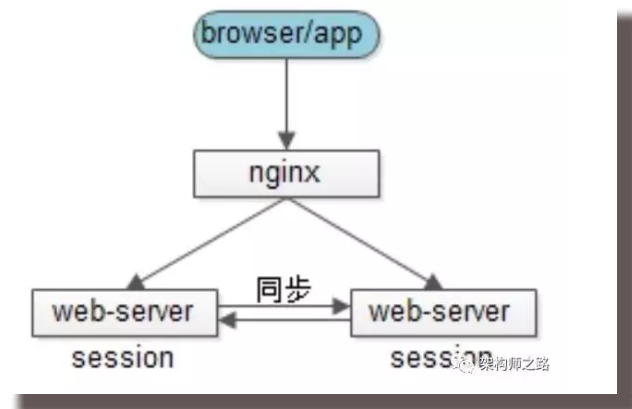 browser/app
nginx
同步
web-server
web-server
session
session
架构师之路